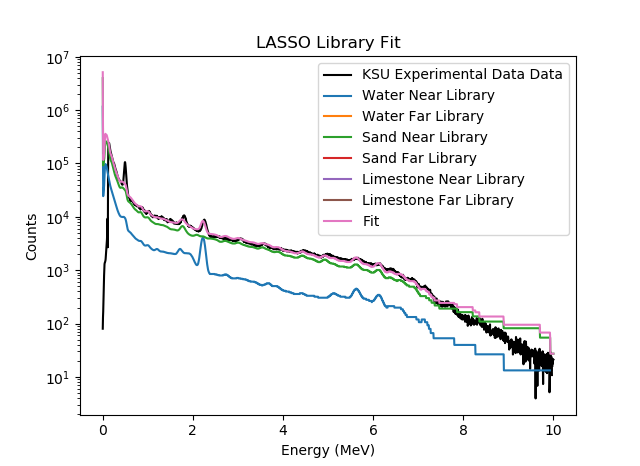 LASSO Library Fit
10^7
10^6
10^5
10^4
10^3
10^2
10^1
Counts
KSU Experimental Data Data
Water Near Library
Water Far Library
Sand Near Library
Sand Far Library
Limestone Near Library
Limestone Far Library
Fit
0 2 4 6 8 10
Energy (MeV)